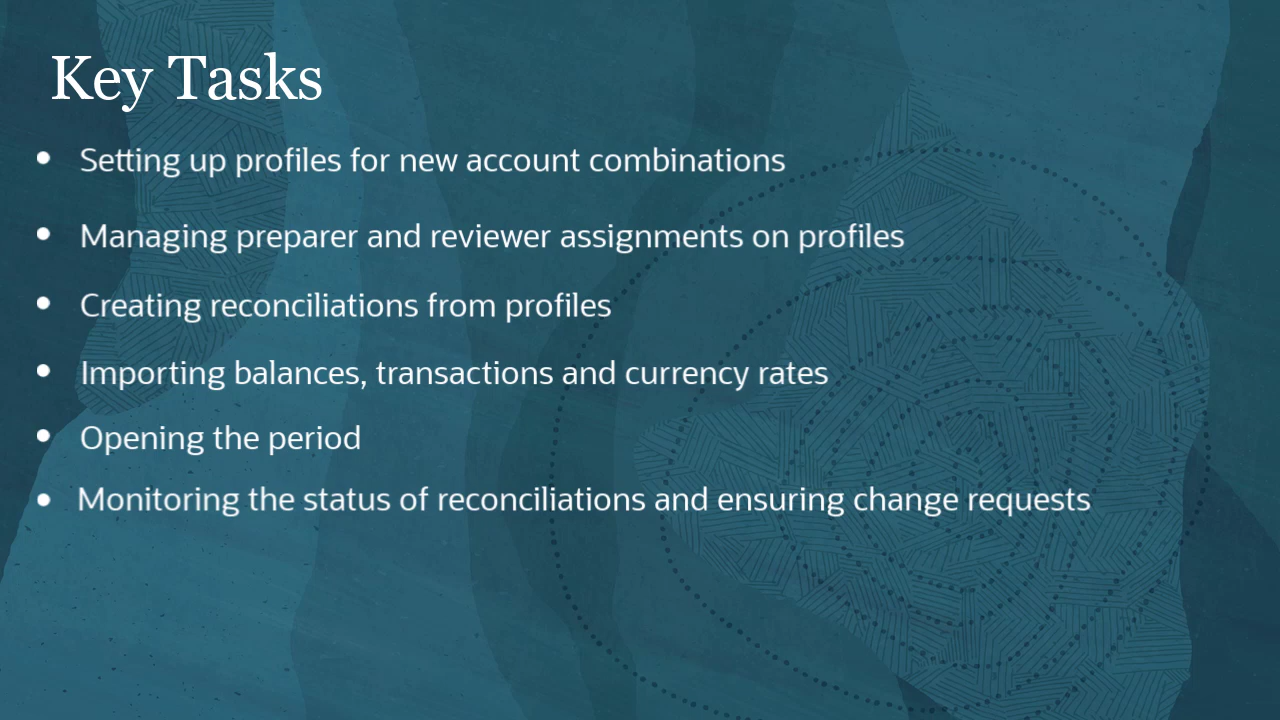 Key Tasks
• Setting up profiles for new account combinations
• Managing preparer and reviewer assignments on profiles
• Creating reconciliations from profiles
• Importing balances, transactions and currency rates
• Opening the period
• Monitoring the status of reconciliations and ensuring change requests